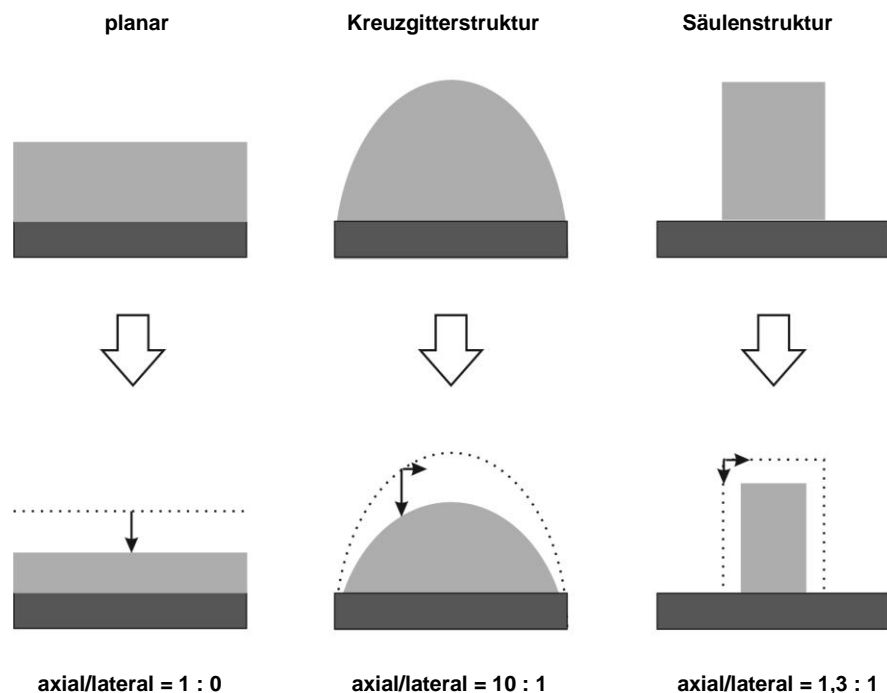 planar Kreuzgitterstruktur Säulenstruktur
axial/lateral = 1 : 0 axial/lateral = 10 : 1 axial/lateral = 1,3 : 1